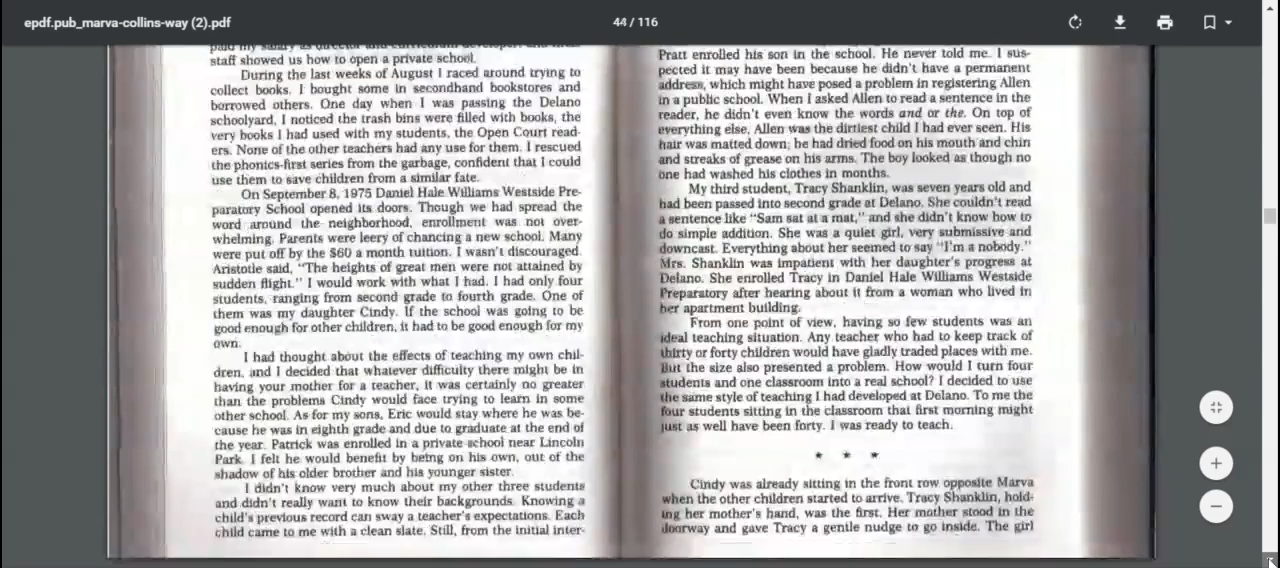 epdf.pub_marva-collins-way (2).pdf
44 / 116
paid my salary as director and curriculum developer, and
staff showed us how to open a private school.
During the last weeks of August I raced around trying to
collect books. I bought some in secondhand bookstores and
borrowed others. One day when I was passing the Delano
schoolyard, I noticed the trash bins were filled with books, the
very books I had used with my students, the Open Court read-
ers. None of the other teachers had any use for them. I rescued
the phonics-first series from the garbage, confident that I could
use them to save children from a similar fate.
On September 8, 1975 Daniel Hale Williams Westside Pre-
paratory School opened its doors. Though we had spread the
word around the neighborhood, enrollment was not over-
whelming. Parents were leery of chancing a new school. Many
were put off by the $60 a month tuition. I wasn't discouraged.
Aristotle said, "The heights of great men were not attained by
sudden flight." I would work with what I had. I had only four
students, ranging from second grade to fourth grade. One of
them was my daughter Cindy. If the school was going to be
good enough for other children, it had to be good enough for my
own.
I had thought about the effects of teaching my own chil-
dren, and I decided that whatever difficulty there might be in
having your mother for a teacher, it was certainly no greater
than the problems Cindy would face trying to learn in some
other school. As for my sons, Eric would stay where he was be-
cause he was in eighth grade and due to graduate at the end of
the year. Patrick was enrolled in a private school near Lincoln
Park. I felt he would benefit by being on his own, out of the
shadow of his older brother and his younger sister.
I didn't know very much about my other three students
and didn't really want to know their backgrounds. Knowing a
child's previous record can sway a teacher's expectations. Each
child came to me with a clean slate. Still, from the initial inter-
Pratt enrolled his son in the school. He never told me. I sus-
pected it may have been because he didn't have a permanent
address, which might have posed a problem in registering Allen
in a public school. When I asked Allen to read a sentence in the
reader, he didn't even know the words and or the. On top of
everything else, Allen was the dirtiest child I had ever seen. His
hair was matted down; he had dried food on his mouth and chin
and streaks of grease on his arms. The boy looked as though no
one had washed his clothes in months.
My third student, Tracy Shanklin, was seven years old and
had been passed into second grade at Delano. She couldn't read
a sentence like "Sam sat at a mat," and she didn't know how to
do simple addition. She was a quiet girl, very submissive and
downcast. Everything about her seemed to say "I'm a nobody."
Mrs. Shanklin was impatient with her daughter's progress at
Delano. She enrolled Tracy in Daniel Hale Williams Westside
Preparatory after hearing about it from a woman who lived in
her apartment building.
From one point of view, having so few students was an
ideal teaching situation. Any teacher who had to keep track of
thirty or forty children would have gladly traded places with me.
But the size also presented a problem. How would I turn four
students and one classroom into a real school? I decided to use
the same style of teaching I had developed at Delano. To me the
four students sitting in the classroom that first morning might
just as well have been forty. I was ready to teach.
* * *
Cindy was already sitting in the front row opposite Marva
when the other children started to arrive. Tracy Shanklin, hold-
ing her mother's hand, was the first. Her mother stood in the
doorway and gave Tracy a gentle nudge to go inside. The girl